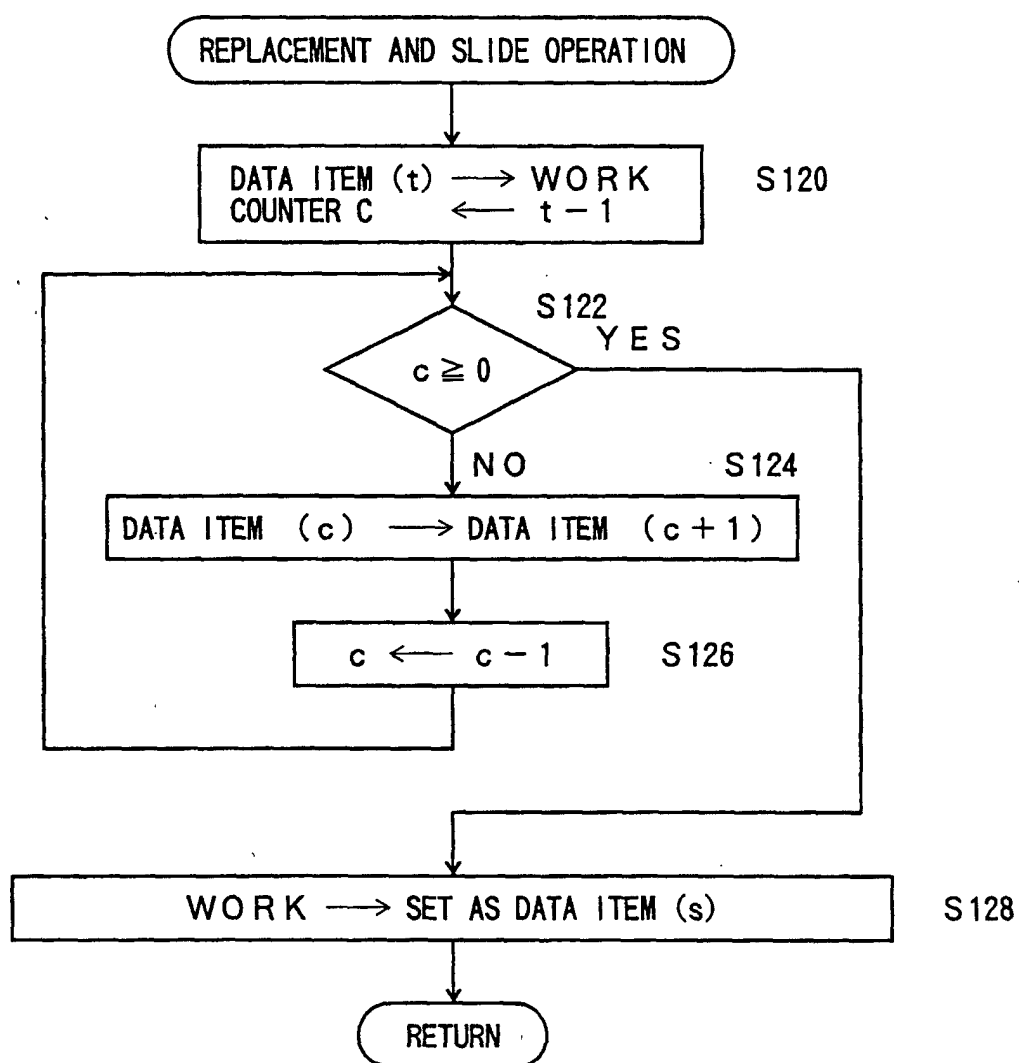 REPLACEMENT AND SLIDE OPERATION
DATA ITEM (t) ⟶ WORK
COUNTER C ⟵ t − 1
S120
S122
YES
c ≧ 0
NO
S124
DATA ITEM (c) ⟶ DATA ITEM (c + 1)
c ⟵ c − 1
S126
WORK ⟶ SET AS DATA ITEM (s)
S128
RETURN